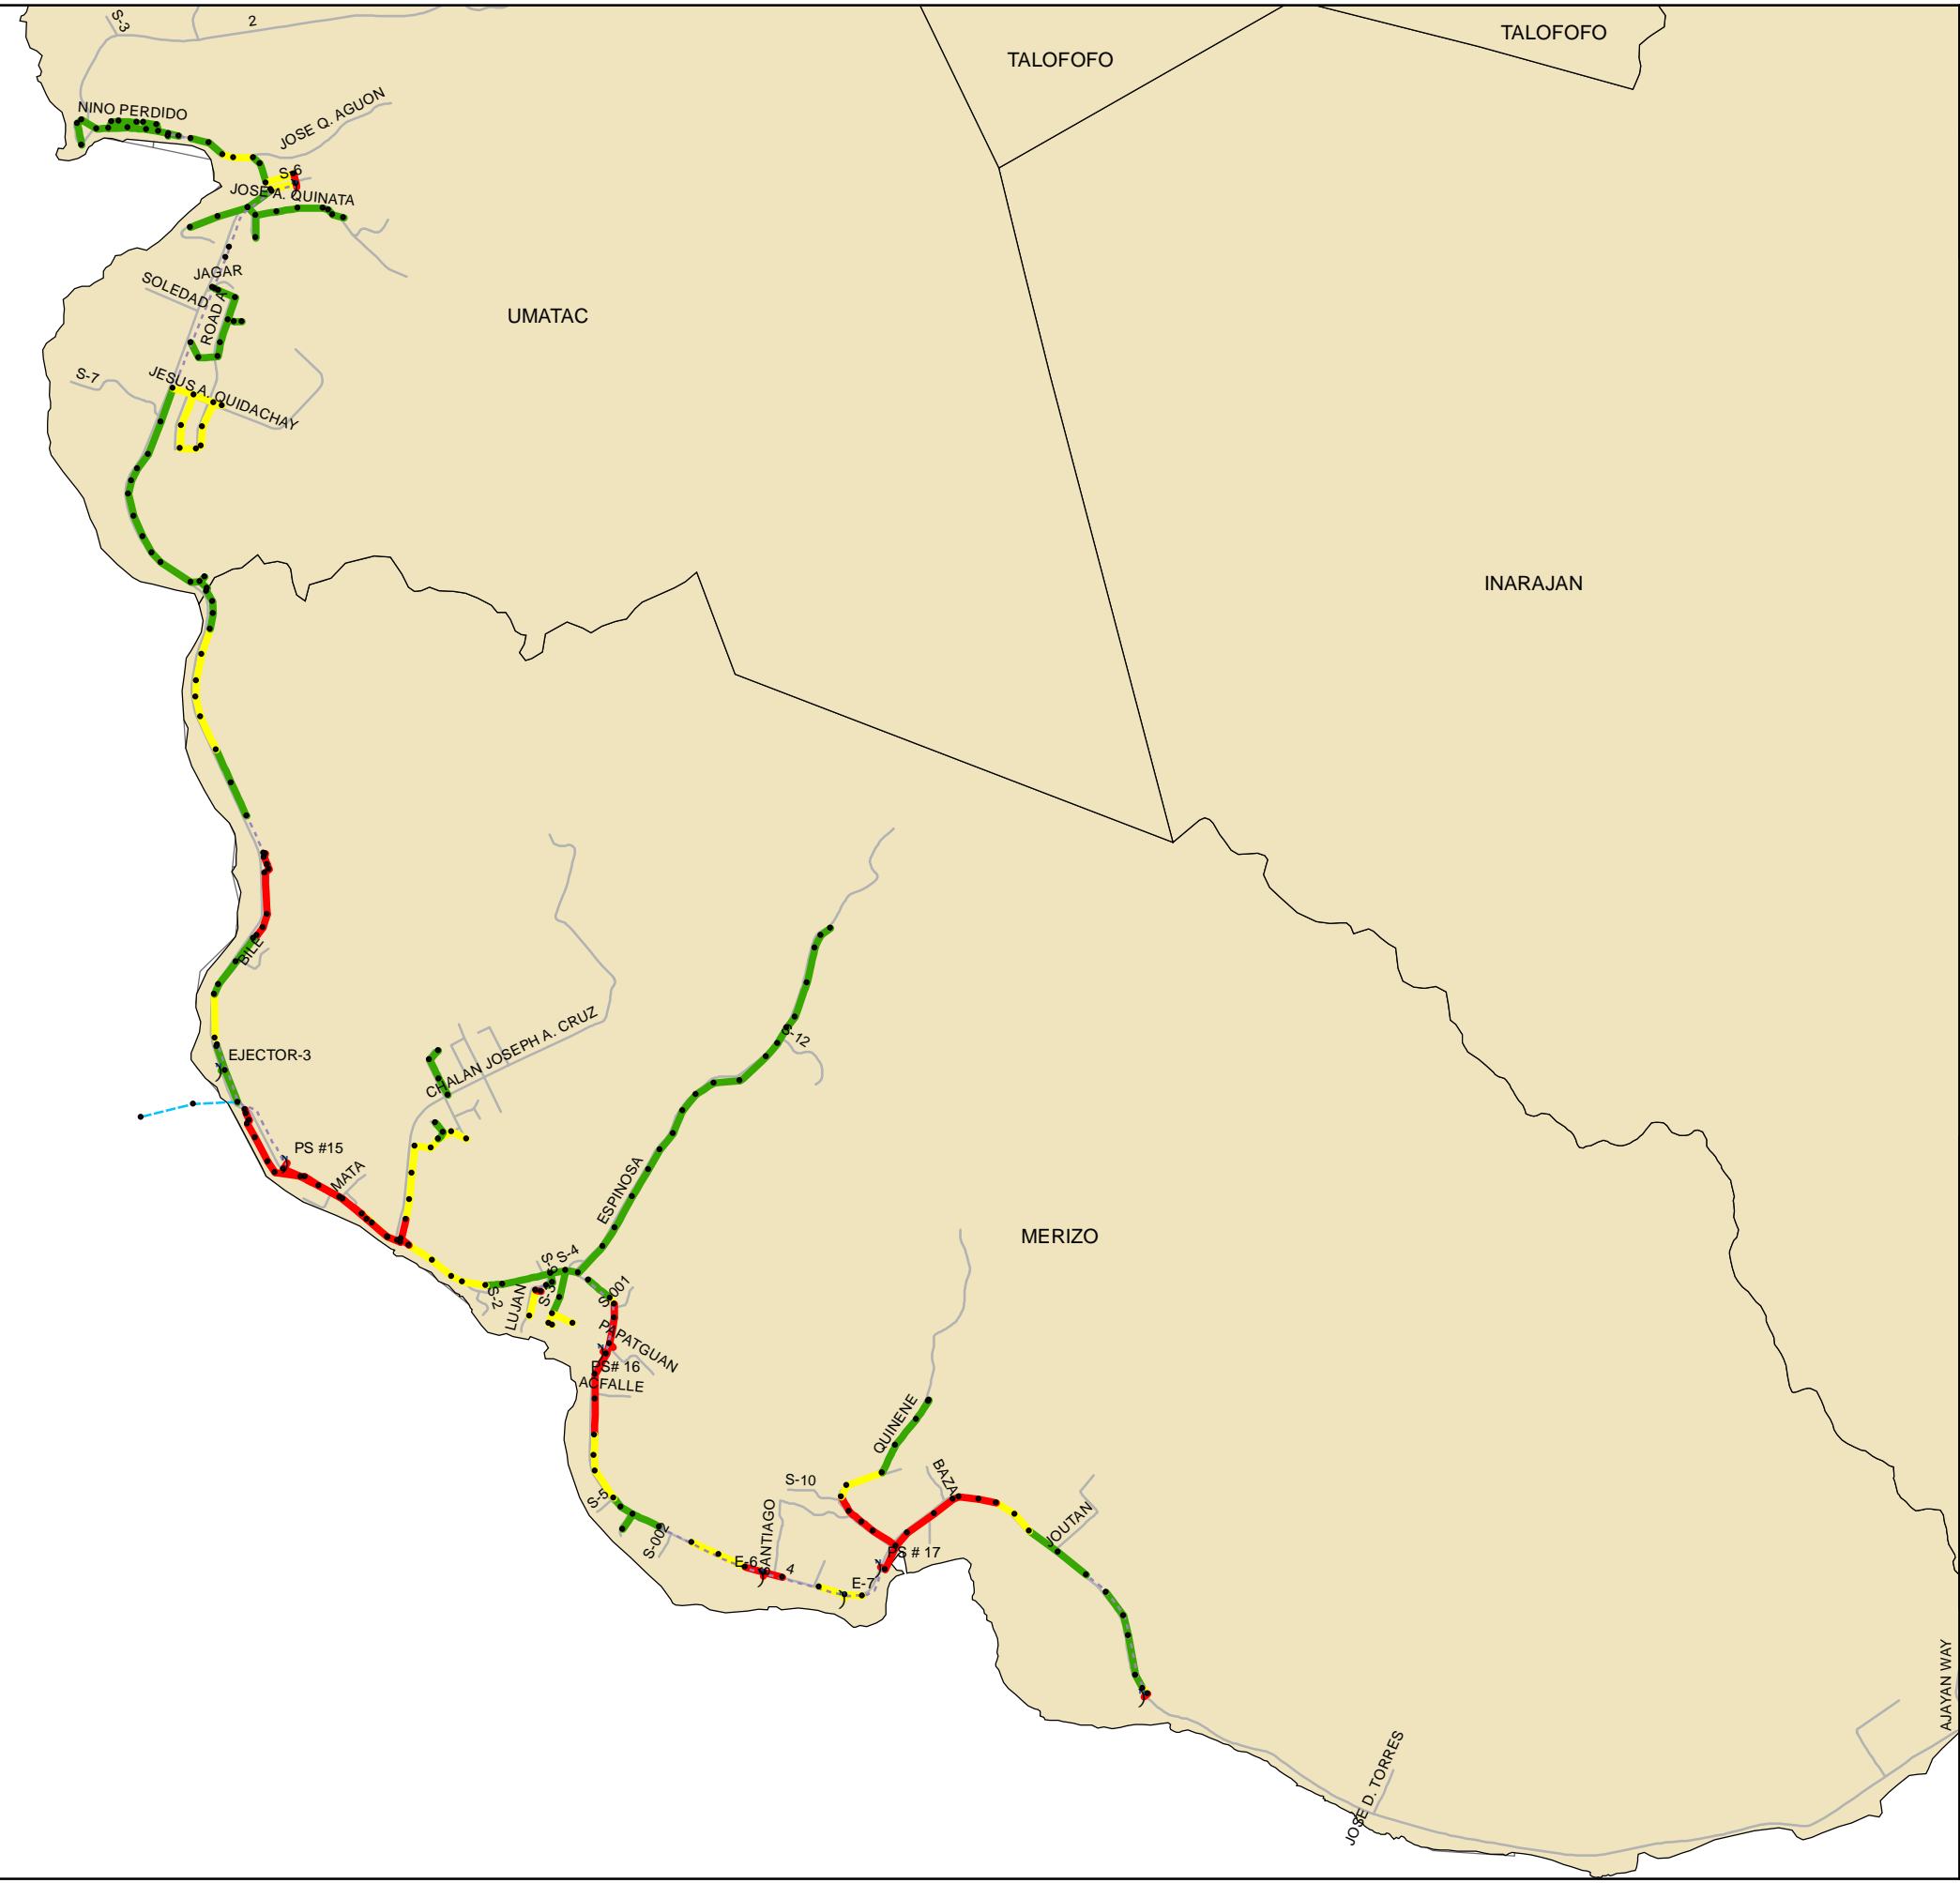 S-3
2
TALOFOFO
TALOFOFO
NINO PERDIDO
JOSE Q. AGUON
S-6
JOSE A. QUINATA
JAGAR
SOLEDAD
ROAD A
UMATAC
S-7
JESUS A. QUIDACHAY
INARAJAN
BILE
EJECTOR-3
CHALAN JOSEPH A. CRUZ
S-12
PS #15
MATA
ESPINOSA
MERIZO
S-4
S-2
LUJAN
S-001
PAPATGUAN
PS# 16
ACFALLE
QUINENE
BAZA
S-10
S-5
S-002
SANTIAGO
JOUTAN
E-6
4
E-7
PS # 17
AJAYAN WAY
JOSE D. TORRES